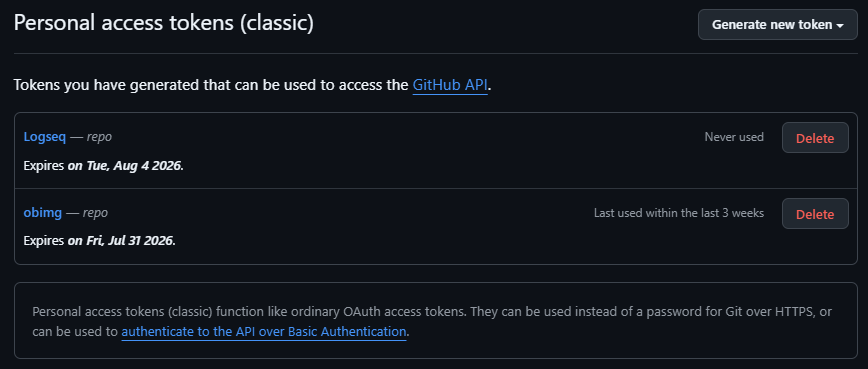 Personal access tokens (classic)
Generate new token
Tokens you have generated that can be used to access the GitHub API.
Logseq — repo
Never used
Delete
Expires on Tue, Aug 4 2026.
obimg — repo
Last used within the last 3 weeks
Delete
Expires on Fri, Jul 31 2026.
Personal access tokens (classic) function like ordinary OAuth access tokens. They can be used instead of a password for Git over HTTPS, or
can be used to authenticate to the API over Basic Authentication.